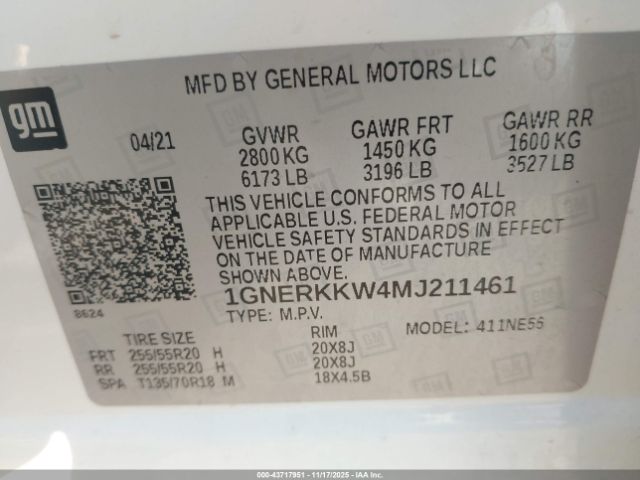 MFD BY GENERAL MOTORS LLC
gm
04/21 GVWR GAWR FRT GAWR RR
2800 KG 1450 KG 1600 KG
6173 LB 3196 LB 3527 LB
THIS VEHICLE CONFORMS TO ALL
APPLICABLE U.S. FEDERAL MOTOR
VEHICLE SAFETY STANDARDS IN EFFECT
ON THE DATE OF MANUFACTURE
SHOWN ABOVE.
1GNERKKW4MJ211461
8624
TYPE: M.P.V. MODEL: 411NE56
TIRE SIZE RIM
FRT 255/55R20 H 20X8J
RR 255/55R20 H 20X8J
SPA T135/70R18 M 18X4.5B
000-43717951 - 11/17/2025 - IAAI - Copart, Inc.